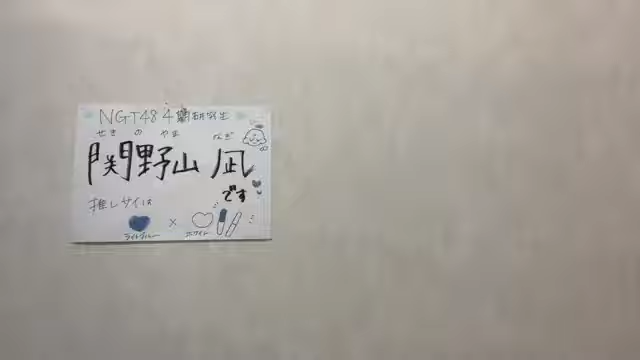 NGT48 4期研究生
せき の やま なぎ
関野山 凪
です
推しサイは
ライトブルー × ホワイト